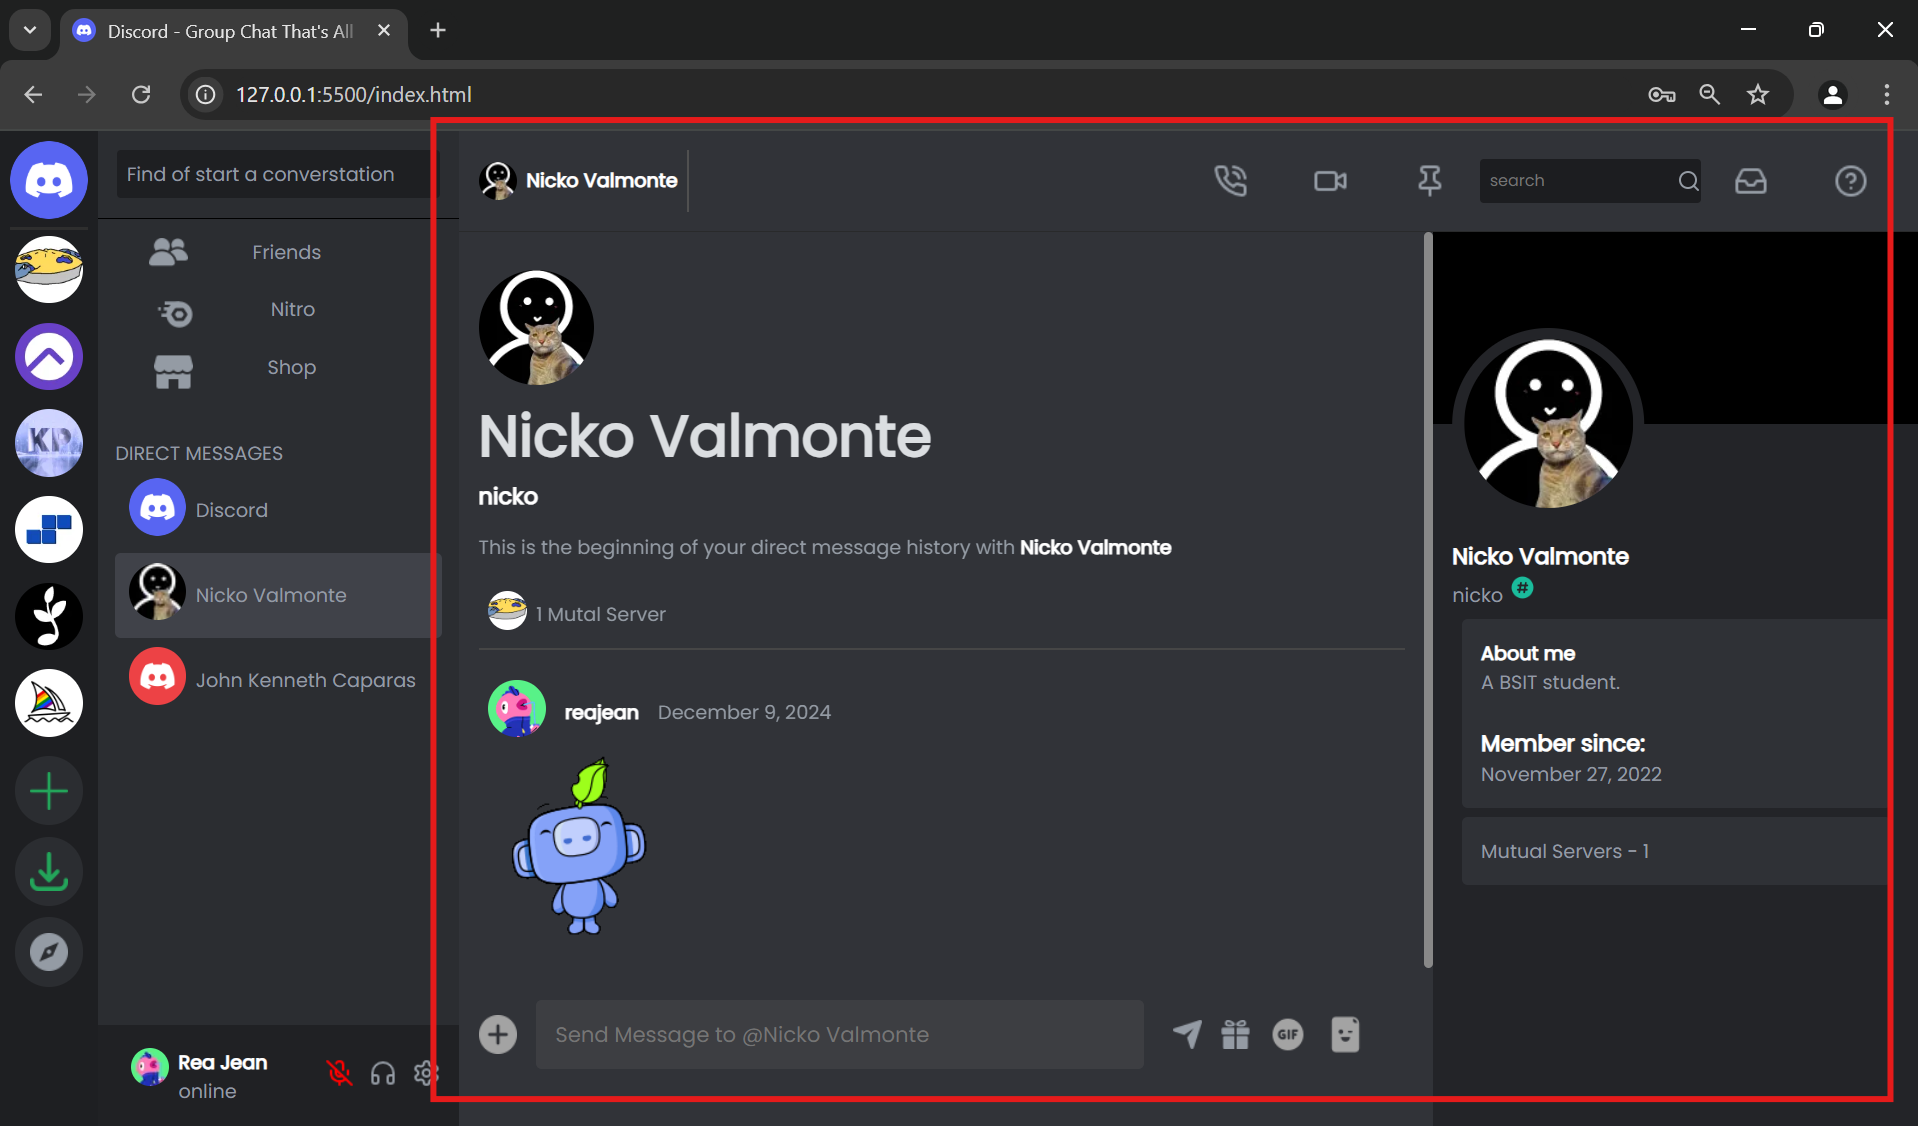 Discord - Group Chat That's All
127.0.0.1:5500/index.html
Find of start a converstation
Friends
Nitro
Shop
DIRECT MESSAGES
Discord
Nicko Valmonte
John Kenneth Caparas
Rea Jean
online
KP
Nicko Valmonte
search
Nicko Valmonte
nicko
This is the beginning of your direct message history with Nicko Valmonte
1 Mutal Server
reajean December 9, 2024
Send Message to @Nicko Valmonte
GIF
Nicko Valmonte
nicko #
About me
A BSIT student.
Member since:
November 27, 2022
Mutual Servers - 1